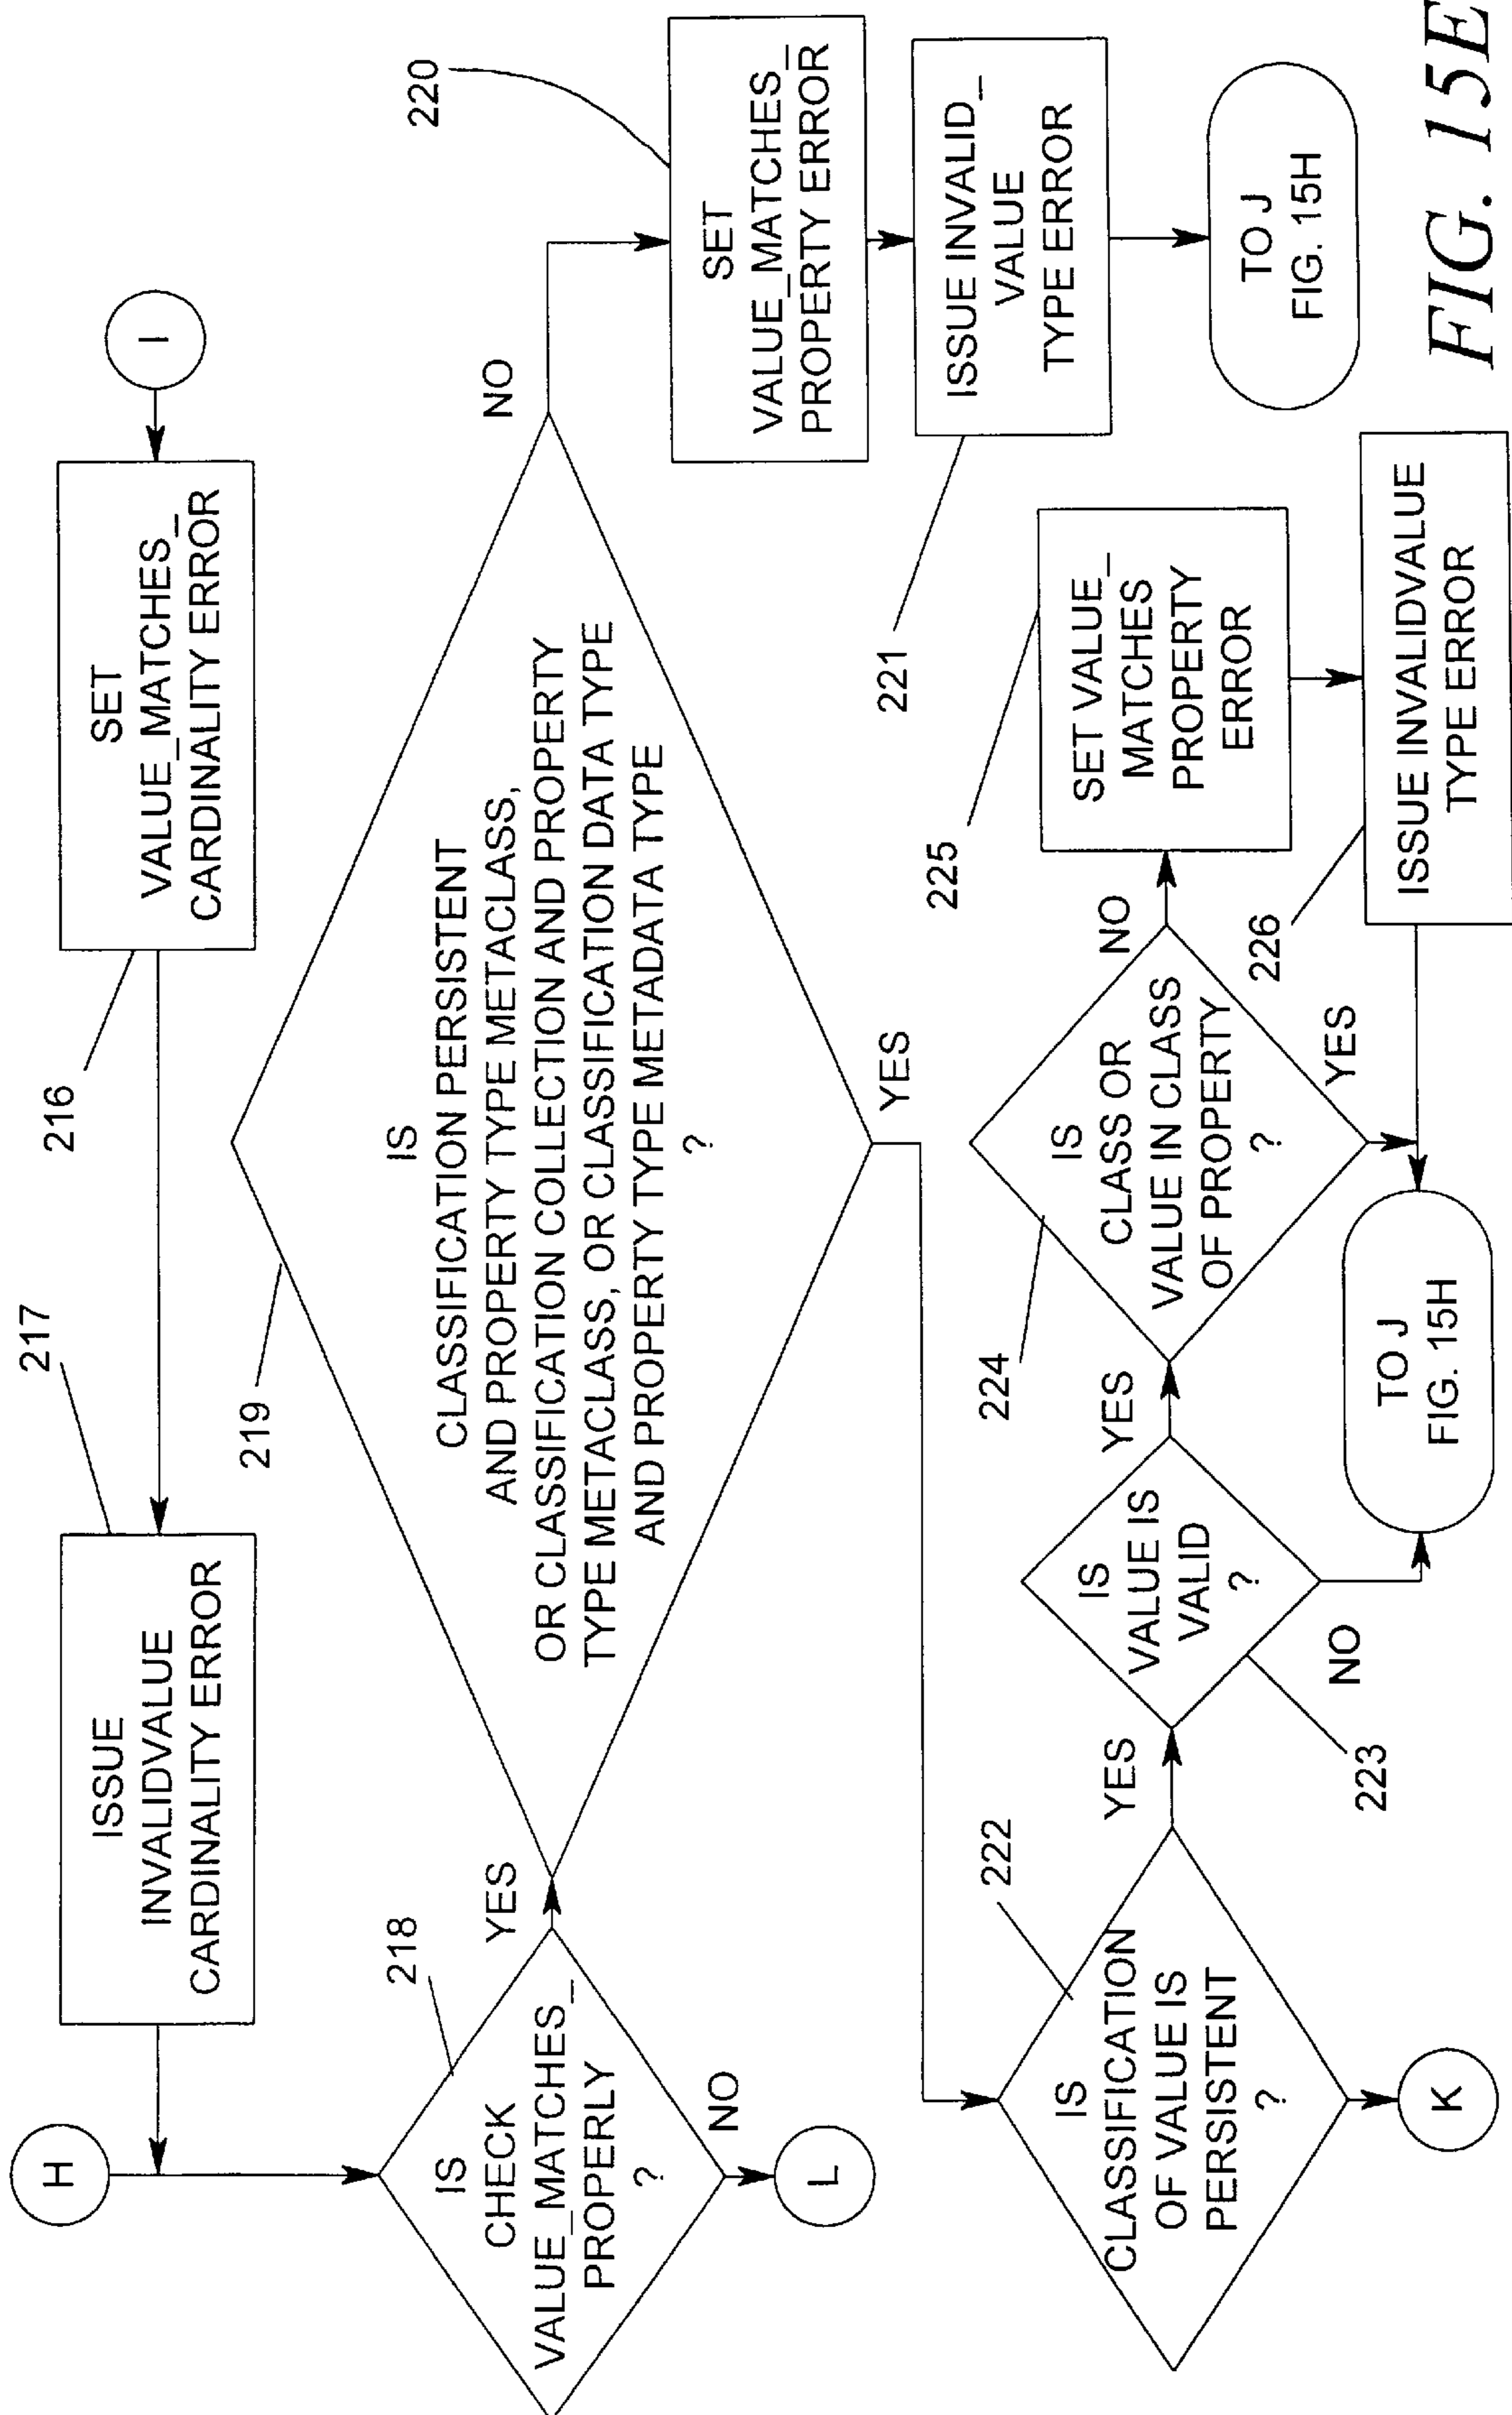 H
ISSUE
INVALIDVALUE
CARDINALITY ERROR
217
SET
VALUE_MATCHES_
CARDINALITY ERROR
216
I
IS
CHECK
VALUE_MATCHES_
PROPERLY
?
218
YES
NO
L
219
IS
CLASSIFICATION PERSISTENT
AND PROPERTY TYPE METACLASS,
OR CLASSIFICATION COLLECTION AND PROPERTY
TYPE METACLASS, OR CLASSIFICATION DATA TYPE
AND PROPERTY TYPE METADATA TYPE
?
NO
YES
220
SET
VALUE_MATCHES_
PROPERTY ERROR
221
ISSUE INVALID_
VALUE
TYPE ERROR
TO J
FIG. 15H
IS
CLASSIFICATION
OF VALUE IS
PERSISTENT
?
222
YES
K
IS
VALUE IS
VALID
?
223
YES
NO
TO J
FIG. 15H
IS
CLASS OR
VALUE IN CLASS
OF PROPERTY
?
224
NO
YES
225
SET VALUE_
MATCHES
PROPERTY
ERROR
226
ISSUE INVALIDVALUE
TYPE ERROR
FIG. 15E